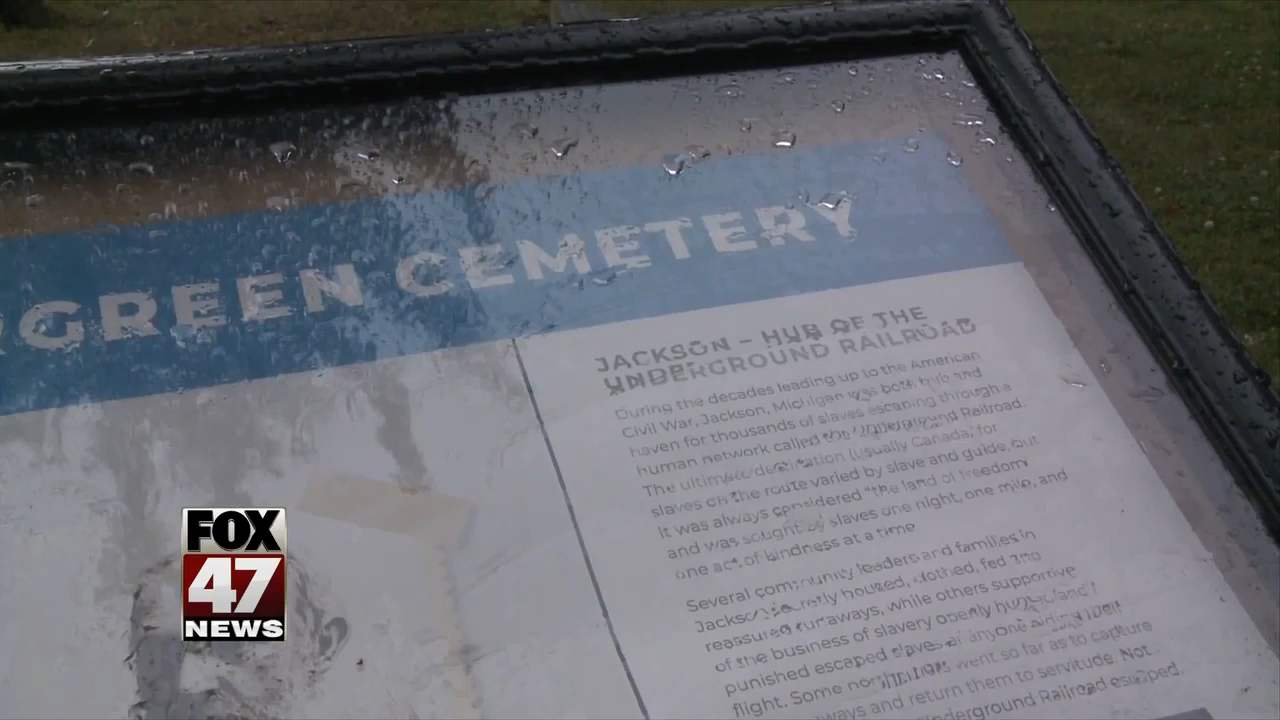 GREEN CEMETERY
JACKSON – HUB OF THE
UNDERGROUND RAILROAD
During the decades leading up to the American
Civil War, Jackson, Michigan was both hub and
haven for thousands of slaves escaping through a
human network called the Underground Railroad.
The ultimate destination (usually Canada) for
slaves on the route varied by slave and guide, but
it was always considered "the land of freedom"
and was sought by slaves one night, one mile, and
one act of kindness at a time
Several community leaders and families in
Jackson secretly housed, clothed, fed and
reassured runaways, while others supportive
of the business of slavery openly hunted and
punished escaped slaves or anyone aiding their
flight. Some went so far as to capture
and return them to servitude. Not
Underground Railroad escaped.
FOX
47
NEWS